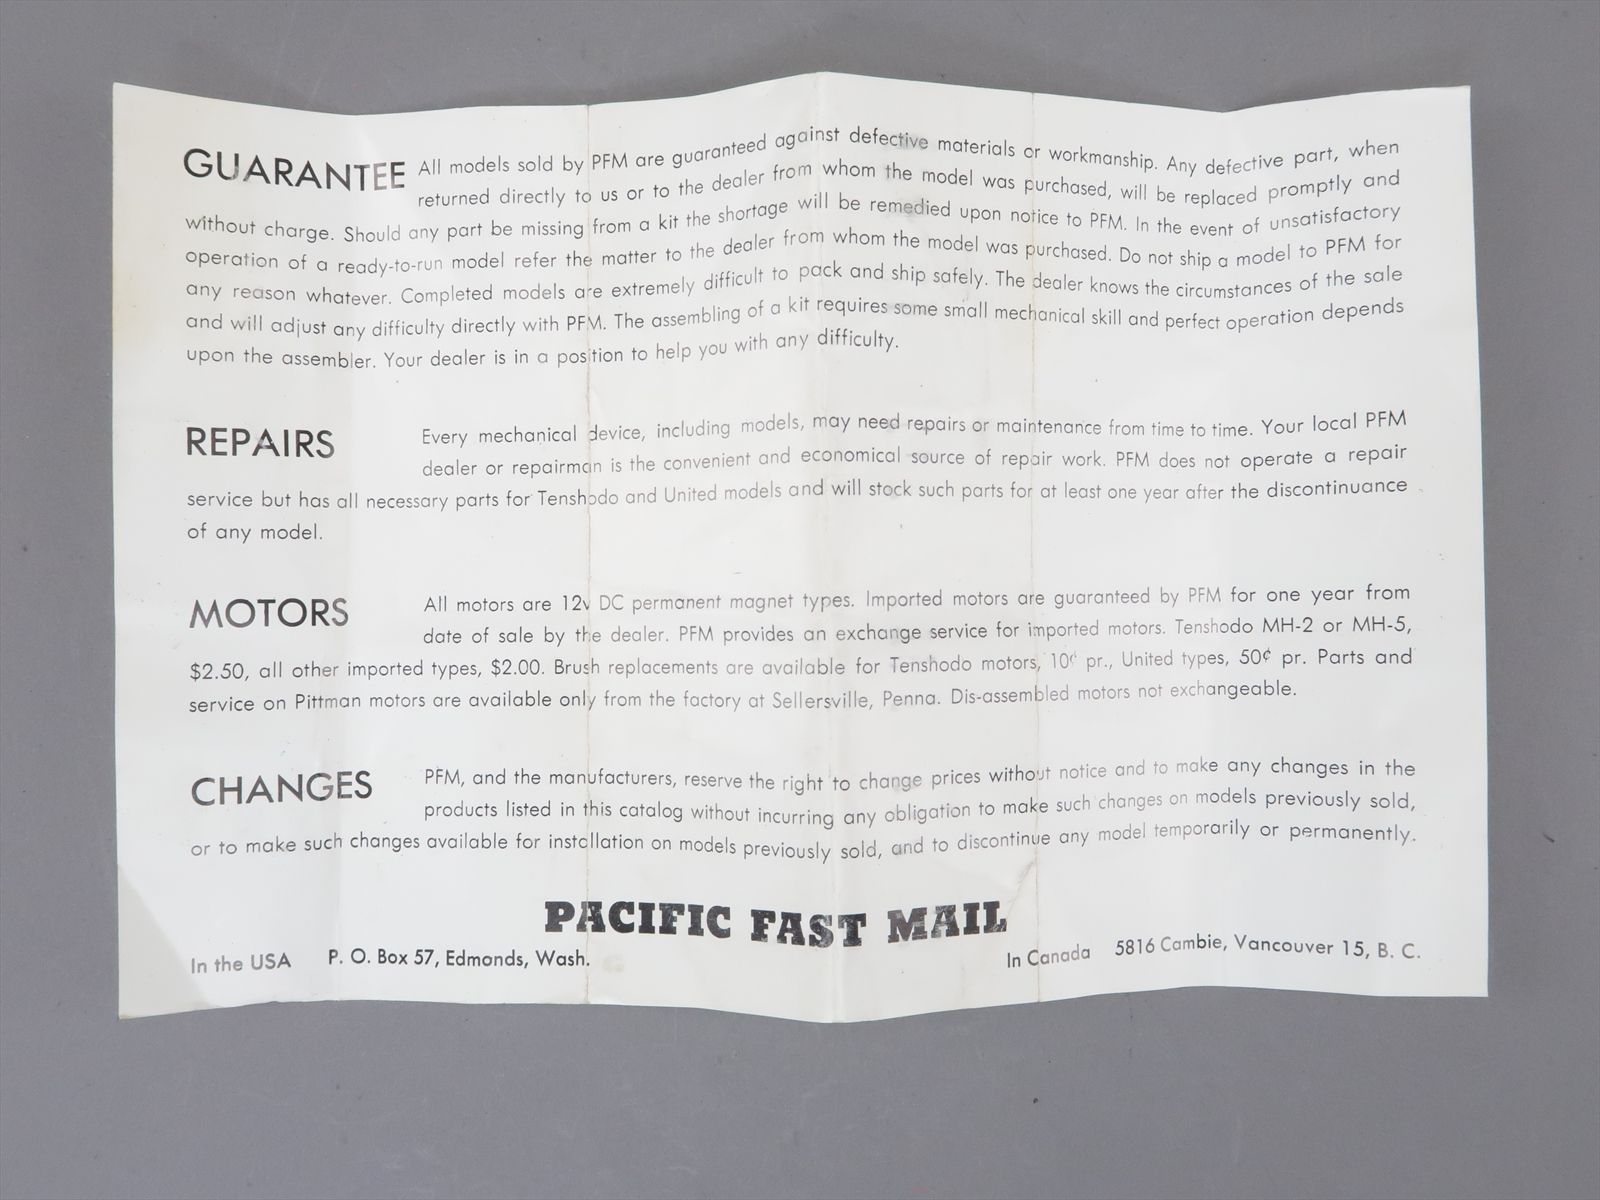 GUARANTEE All models sold by PFM are guaranteed against defective materials or workmanship. Any defective part, when
returned directly to us or to the dealer from whom the model was purchased, will be replaced promptly and
without charge. Should any part be missing from a kit the shortage will be remedied upon notice to PFM. In the event of unsatisfactory
operation of a ready-to-run model refer the matter to the dealer from whom the model was purchased. Do not ship a model to PFM for
any reason whatever. Completed models are extremely difficult to pack and ship safely. The dealer knows the circumstances of the sale
and will adjust any difficulty directly with PFM. The assembling of a kit requires some small mechanical skill and perfect operation depends
upon the assembler. Your dealer is in a position to help you with any difficulty.
REPAIRS Every mechanical device, including models, may need repairs or maintenance from time to time. Your local PFM
dealer or repairman is the convenient and economical source of repair work. PFM does not operate a repair
service but has all necessary parts for Tenshodo and United models and will stock such parts for at least one year after the discontinuance
of any model.
MOTORS All motors are 12v DC permanent magnet types. Imported motors are guaranteed by PFM for one year from
date of sale by the dealer. PFM provides an exchange service for imported motors. Tenshodo MH-2 or MH-5,
$2.50, all other imported types, $2.00. Brush replacements are available for Tenshodo motors, 10¢ pr., United types, 50¢ pr. Parts and
service on Pittman motors are available only from the factory at Sellersville, Penna. Dis-assembled motors not exchangeable.
CHANGES PFM, and the manufacturers, reserve the right to change prices without notice and to make any changes in the
products listed in this catalog without incurring any obligation to make such changes on models previously sold,
or to make such changes available for installation on models previously sold, and to discontinue any model temporarily or permanently.
PACIFIC FAST MAIL
In the USA P. O. Box 57, Edmonds, Wash. In Canada 5816 Cambie, Vancouver 15, B. C.